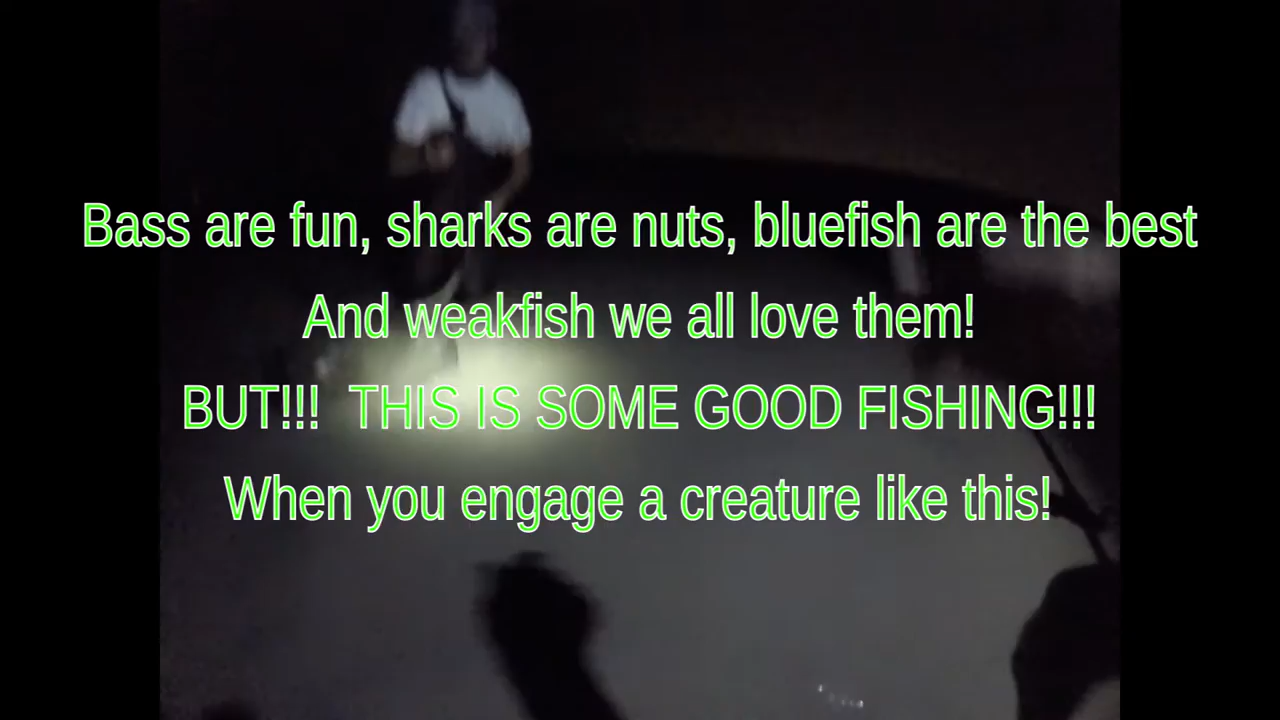 Bass are fun, sharks are nuts, bluefish are the best
And weakfish we all love them!
BUT!!!  THIS IS SOME GOOD FISHING!!!
When you engage a creature like this!